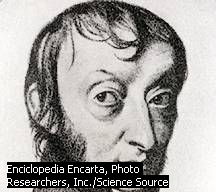 Enciclopedia Encarta, Photo
Researchers, Inc./Science Source